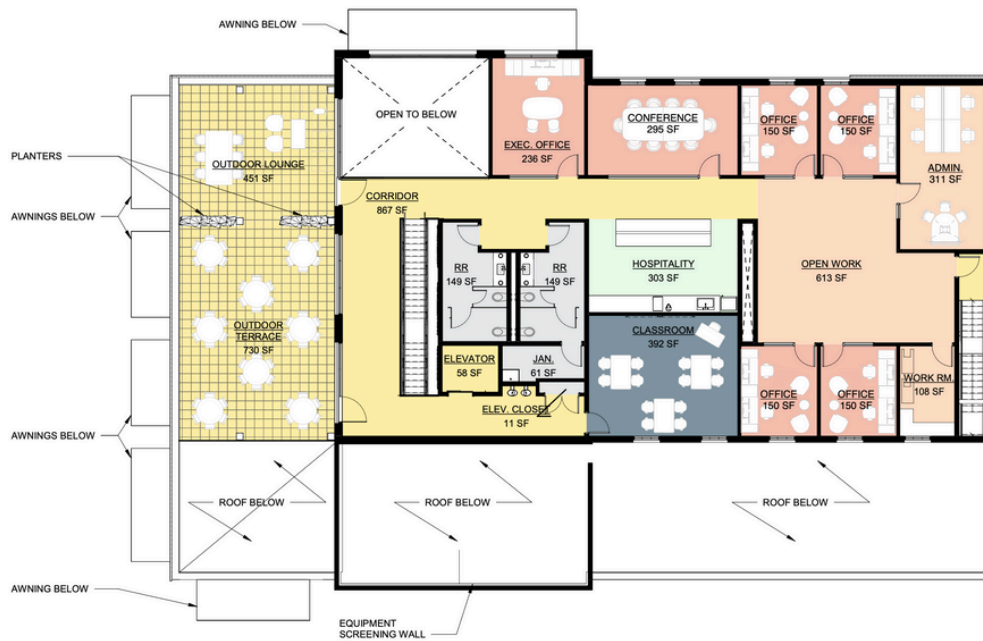 AWNING BELOW
OPEN TO BELOW
EXEC. OFFICE
236 SF
CONFERENCE
295 SF
OFFICE
150 SF
OFFICE
150 SF
ADMIN.
311 SF
PLANTERS
OUTDOOR LOUNGE
451 SF
AWNINGS BELOW
CORRIDOR
867 SF
RR
149 SF
RR
149 SF
HOSPITALITY
303 SF
OPEN WORK
613 SF
OUTDOOR
TERRACE
730 SF
CLASSROOM
392 SF
ELEVATOR
58 SF
JAN.
61 SF
OFFICE
150 SF
OFFICE
150 SF
WORK RM.
108 SF
ELEV. CLOSET
11 SF
AWNINGS BELOW
ROOF BELOW
ROOF BELOW
ROOF BELOW
AWNING BELOW
EQUIPMENT
SCREENING WALL